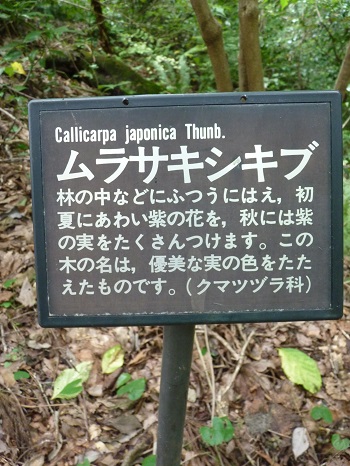 Callicarpa japonica Thunb.
ムラサキシキブ
林の中などにふつうにはえ，初
夏にあわい紫の花を，秋には紫
の実をたくさんつけます。この
木の名は，優美な実の色をたた
えたものです。（クマツヅラ科）